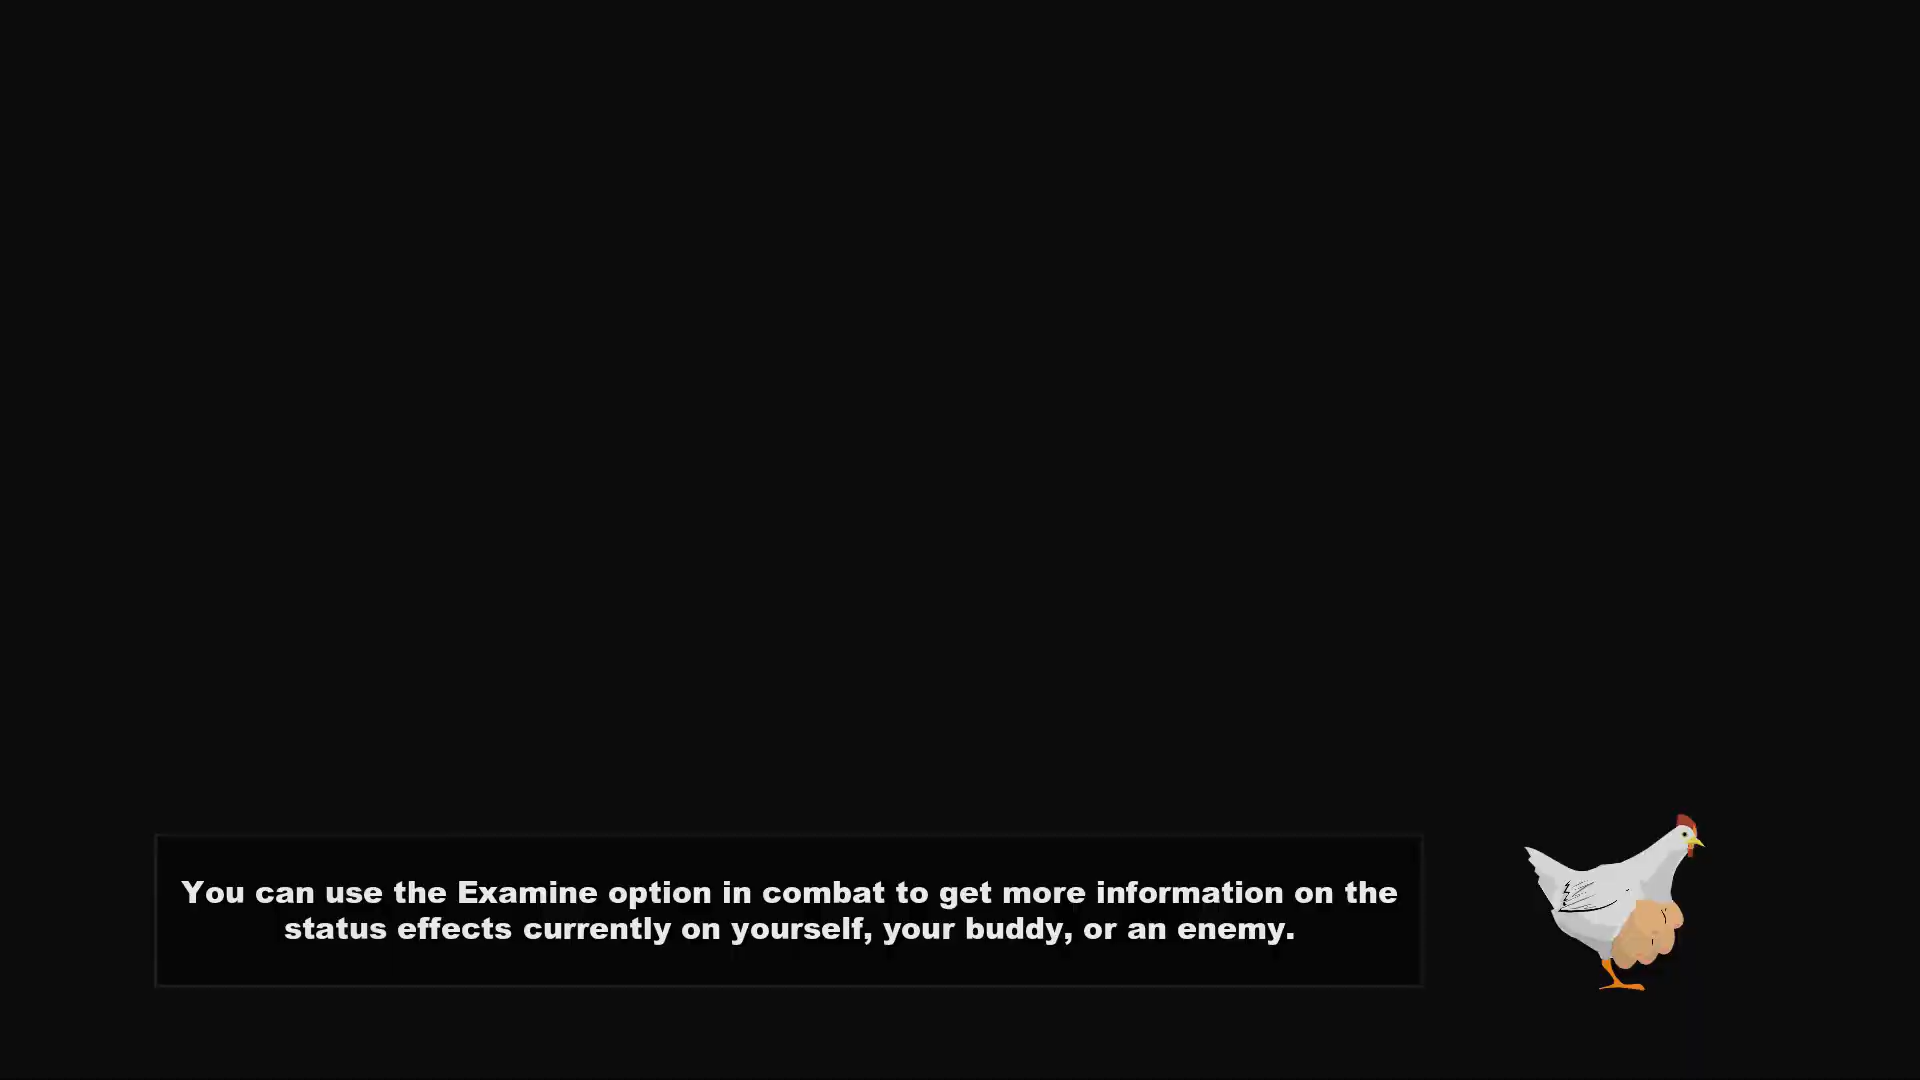 You can use the Examine option in combat to get more information on the
status effects currently on yourself, your buddy, or an enemy.